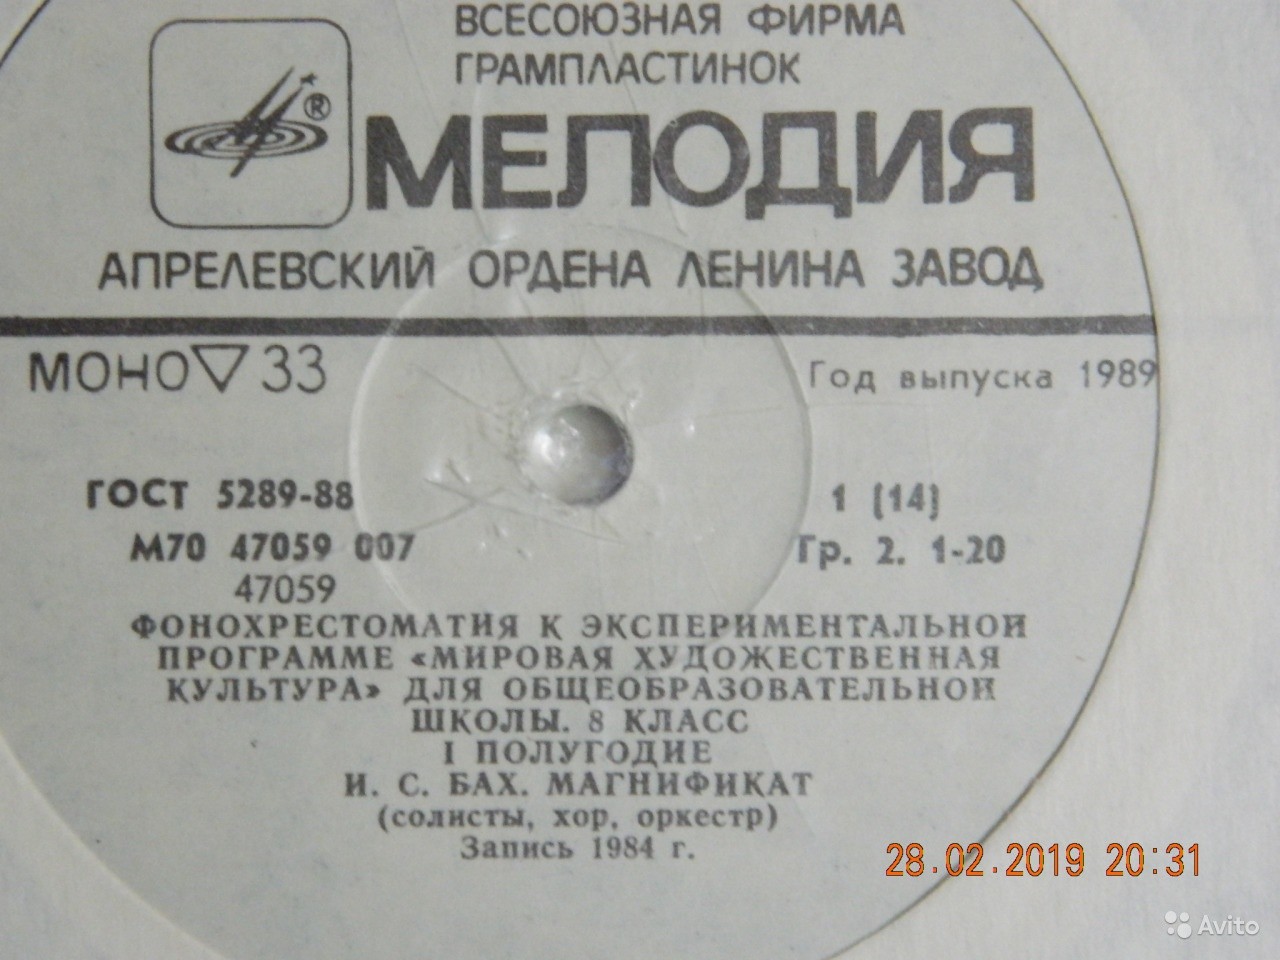 ВСЕСОЮЗНАЯ ФИРМА
ГРАМПЛАСТИНОК
®
МЕЛОДИЯ
АПРЕЛЕВСКИЙ ОРДЕНА ЛЕНИНА ЗАВОД
МОНО ▽ 33
Год выпуска 1989
ГОСТ 5289-88
1 (14)
М70 47059 007
Гр. 2. 1-20
47059
ФОНОХРЕСТОМАТИЯ К ЭКСПЕРИМЕНТАЛЬНОЙ
ПРОГРАММЕ «МИРОВАЯ ХУДОЖЕСТВЕННАЯ
КУЛЬТУРА» ДЛЯ ОБЩЕОБРАЗОВАТЕЛЬНОЙ
ШКОЛЫ. 8 КЛАСС
I ПОЛУГОДИЕ
И. С. БАХ. МАГНИФИКАТ
(солисты, хор, оркестр)
Запись 1984 г.
28.02.2019 20:31
Avito